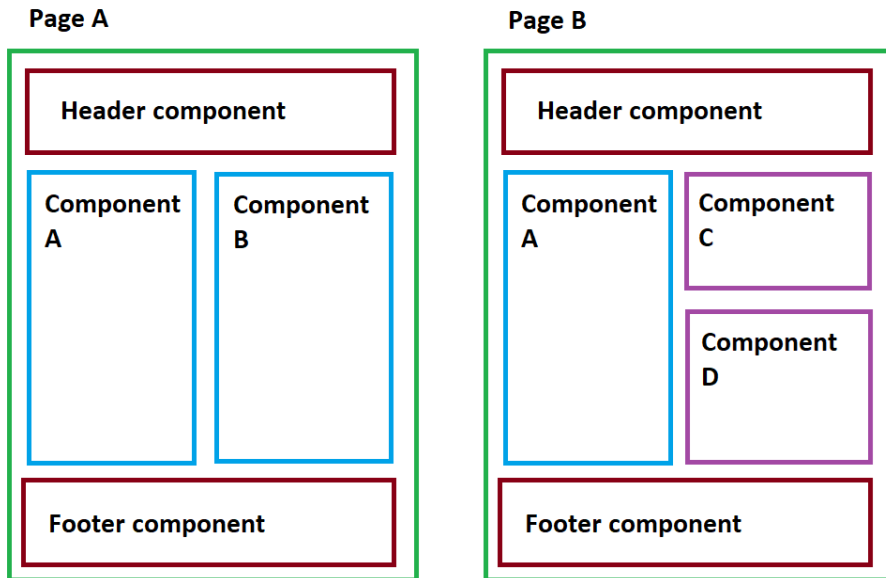 Page A
Header component
Component
A
Component
B
Footer component
Page B
Header component
Component
A
Component
C
Component
D
Footer component